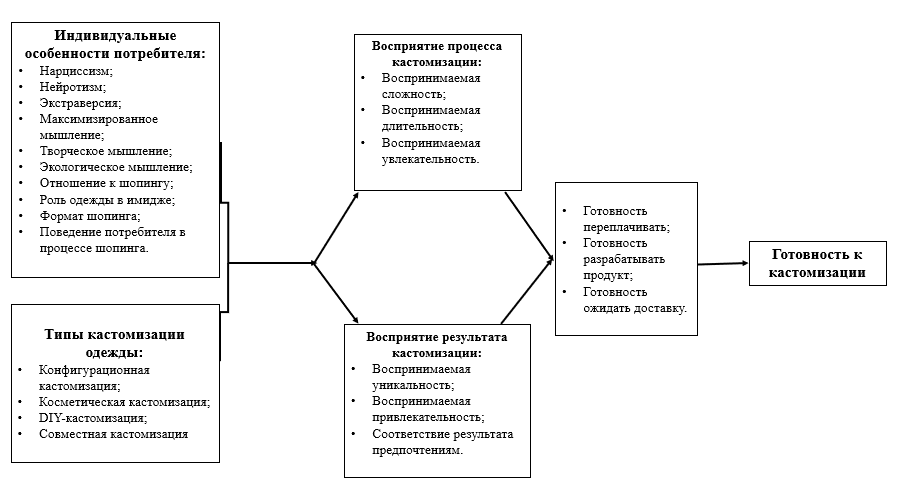 Индивидуальные
особенности потребителя:
• Нарциссизм;
• Нейротизм;
• Экстраверсия;
• Максимизированное
мышление;
• Творческое мышление;
• Экологическое мышление;
• Отношение к шопингу;
• Роль одежды в имидже;
• Формат шопинга;
• Поведение потребителя в
процессе шопинга.
Типы кастомизации
одежды:
• Конфигурационная
кастомизация;
• Косметическая кастомизация;
• DIY-кастомизация;
• Совместная кастомизация
Восприятие процесса
кастомизации:
• Воспринимаемая
сложность;
• Воспринимаемая
длительность;
• Воспринимаемая
увлекательность.
Восприятие результата
кастомизации:
• Воспринимаемая
уникальность;
• Воспринимаемая
привлекательность;
• Соответствие результата
предпочтениям.
• Готовность
переплачивать;
• Готовность
разрабатывать
продукт;
• Готовность
ожидать доставку.
Готовность к
кастомизации